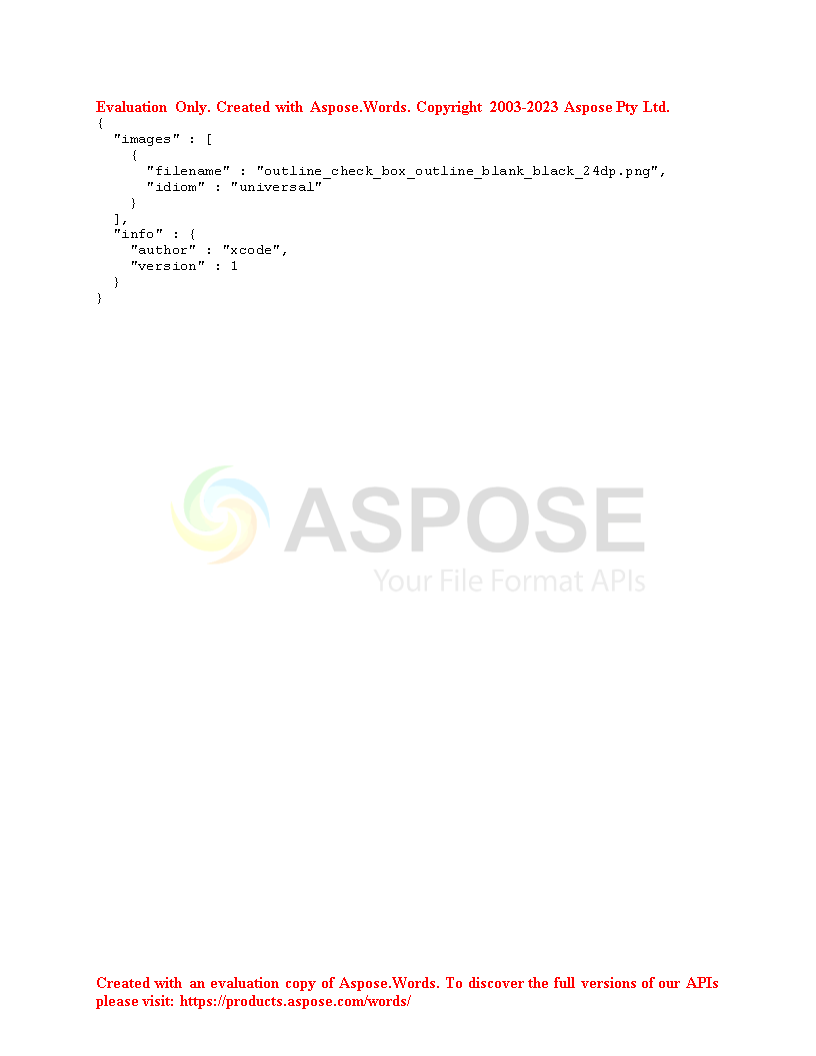 Evaluation Only. Created with Aspose.Words. Copyright 2003-2023 Aspose Pty Ltd.
{
  "images" : [
    {
      "filename" : "outline_check_box_outline_blank_black_24dp.png",
      "idiom" : "universal"
    }
  ],
  "info" : {
    "author" : "xcode",
    "version" : 1
  }
}
ASPOSE
Your File Format APIs
Created with an evaluation copy of Aspose.Words. To discover the full versions of our APIs
please visit: https://products.aspose.com/words/